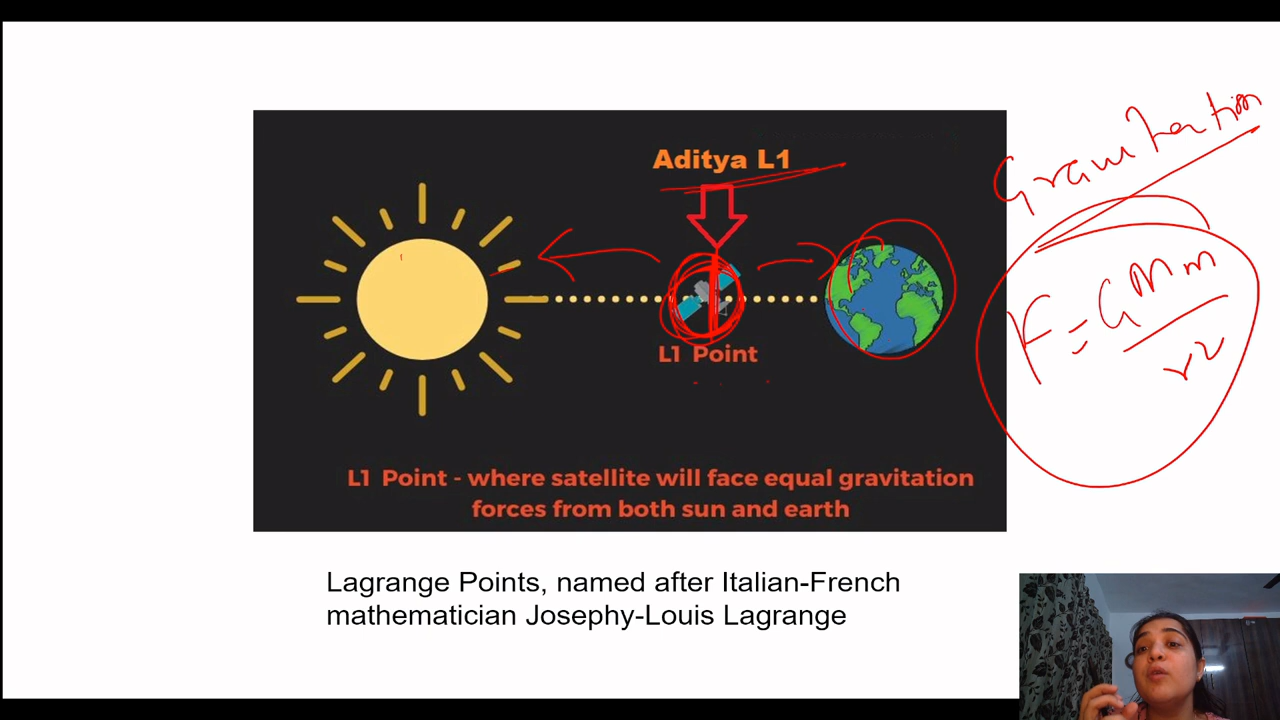 Aditya L1
L1 Point
L1 Point - where satellite will face equal gravitation
forces from both sun and earth
Lagrange Points, named after Italian-French
mathematician Josephy-Louis Lagrange
Gravitation
F = GMm
r2